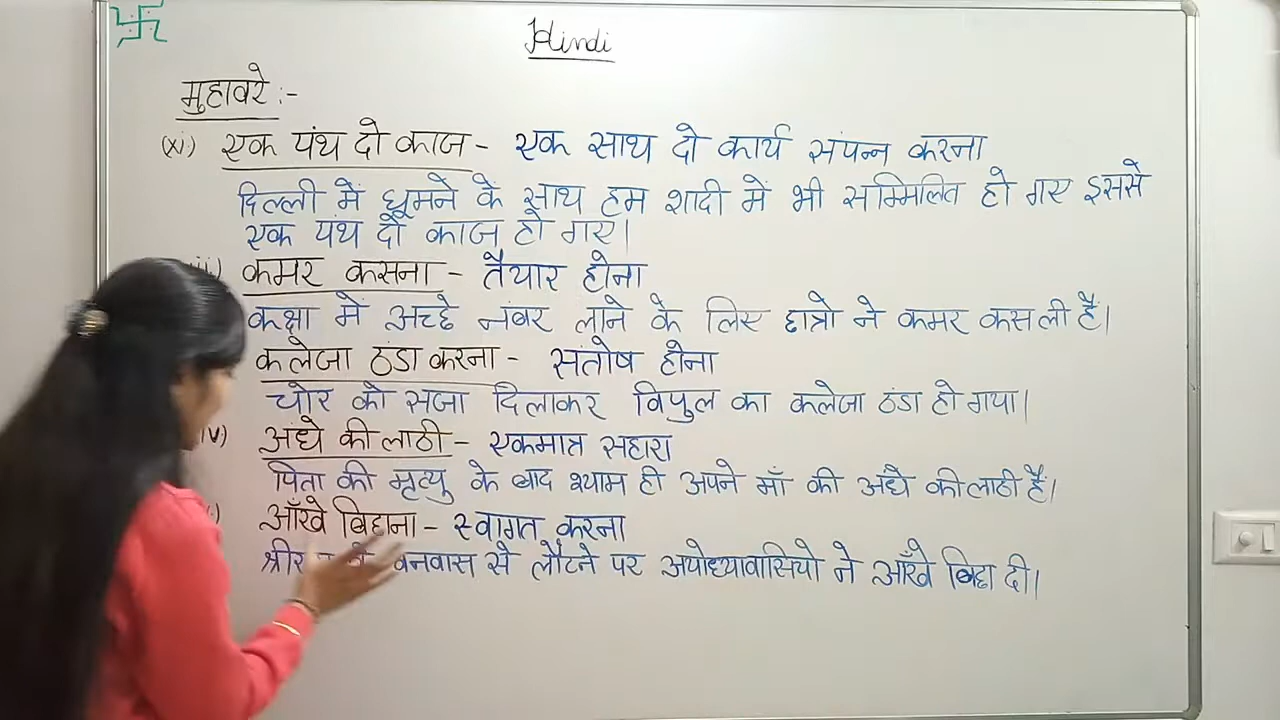 Hindi
मुहावरे :-
(xi) एक पंथ दो काज - एक साथ दो कार्य संपन्न करना
दिल्ली में घूमने के साथ हम शादी में भी सम्मिलित हो गए इससे
एक पंथ दो काज हो गए।
कमर कसना - तैयार होना
कक्षा में अच्छे नंबर लाने के लिए छात्रो ने कमर कस ली है।
कलेजा ठंडा करना - संतोष होना
चोर को सजा दिलाकर विपुल का कलेजा ठंडा हो गया।
iv) अंधे की लाठी - एकमात्र सहारा
पिता की मृत्यु के बाद श्याम ही अपने माँ की अंधे की लाठी है।
आँखे बिछाना - स्वागत करना
वनवास से लौटने पर अयोध्यावासियो ने आँखे बिछा दी।